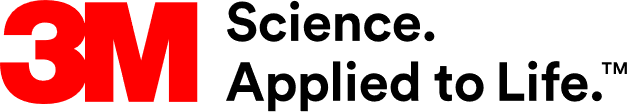 3M
Science.
Applied to Life.™